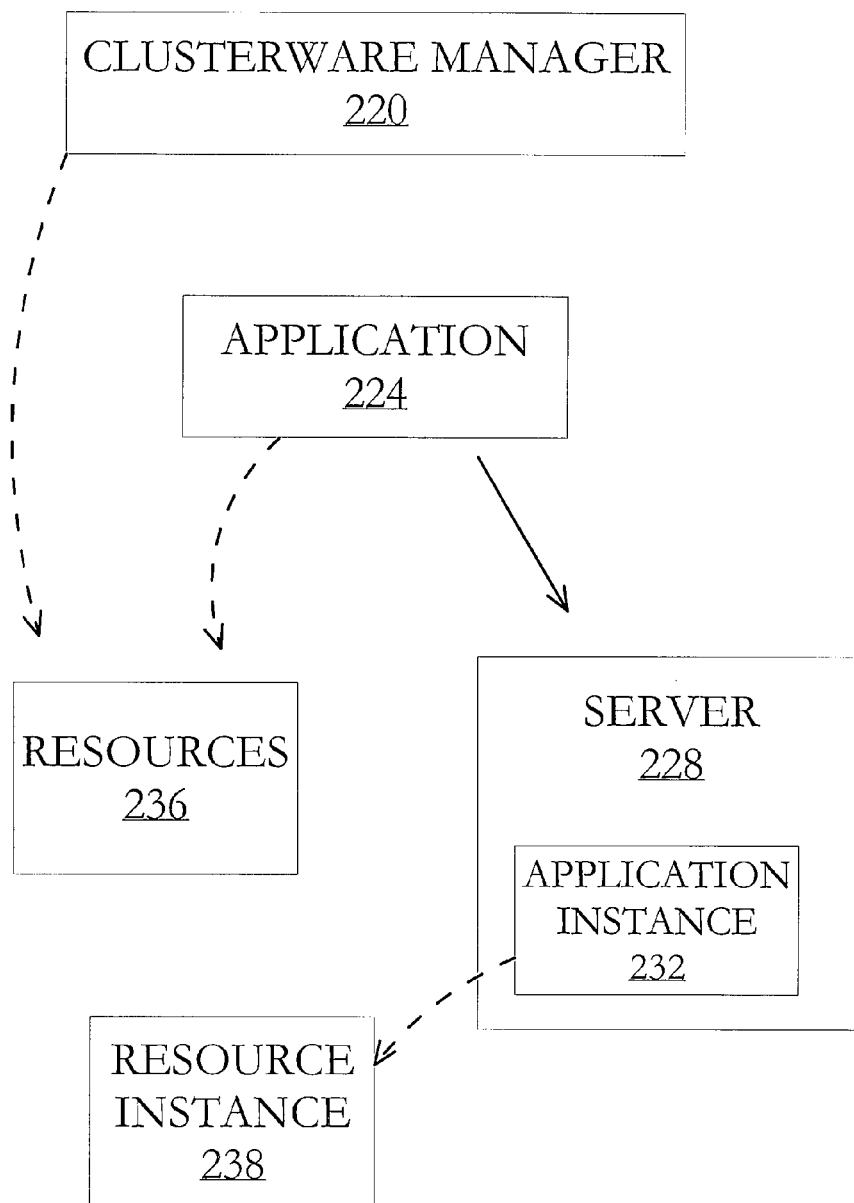 CLUSTERWARE MANAGER
220
APPLICATION
224
RESOURCES
236
SERVER
228
APPLICATION
INSTANCE
232
RESOURCE
INSTANCE
238